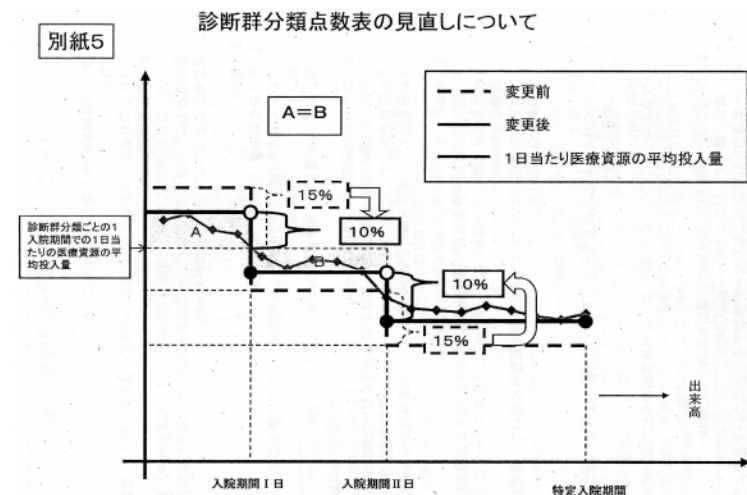 診断群分類点数表の見直しについて
別紙5
変更前
変更後
1日当たり医療資源の平均投入量
A=B
15%
10%
診断群分類ごとの1
入院期間での1日当
たりの医療資源の平
均投入量
A
B
10%
15%
出来高
入院期間Ⅰ日
入院期間Ⅱ日
特定入院期間